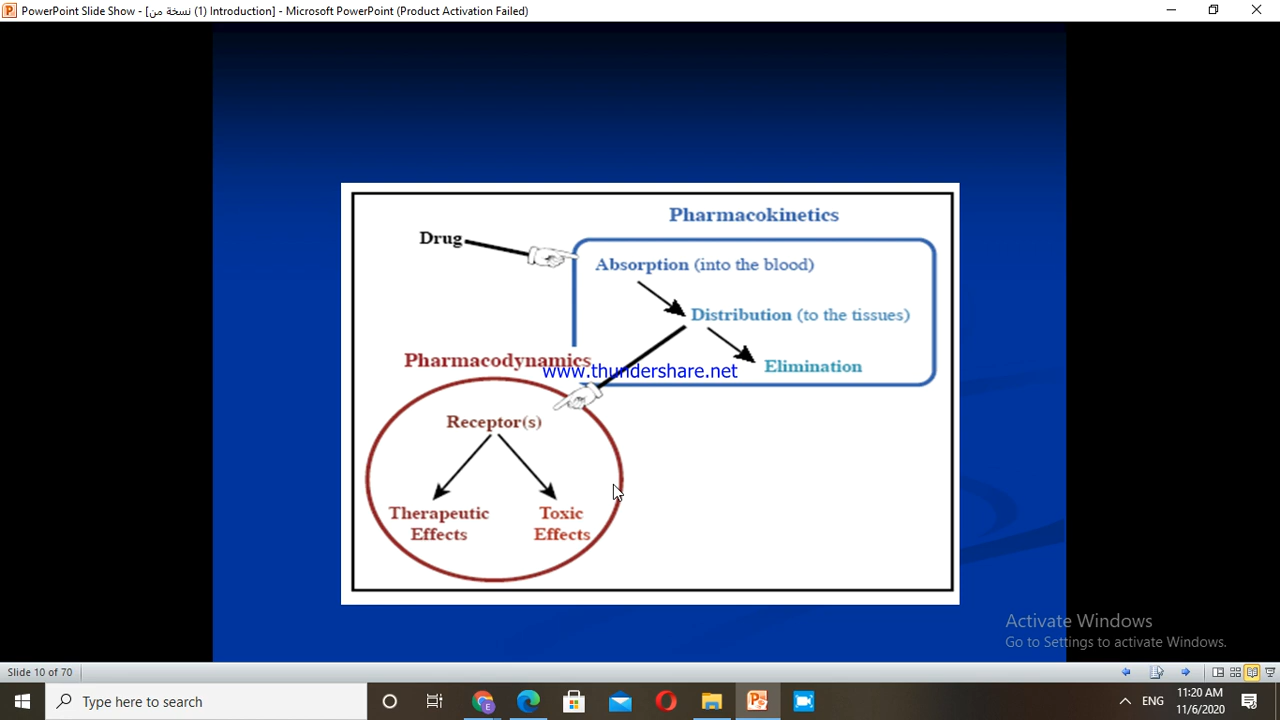 PowerPoint Slide Show - [نسخة من (1) Introduction] - Microsoft PowerPoint (Product Activation Failed)
Pharmacokinetics
Drug
Absorption (into the blood)
Distribution (to the tissues)
Elimination
Pharmacodynamics
www.thundershare.net
Receptor(s)
Therapeutic
Effects
Toxic
Effects
Activate Windows
Go to Settings to activate Windows.
Slide 10 of 70
Type here to search
ENG
11:20 AM
11/6/2020